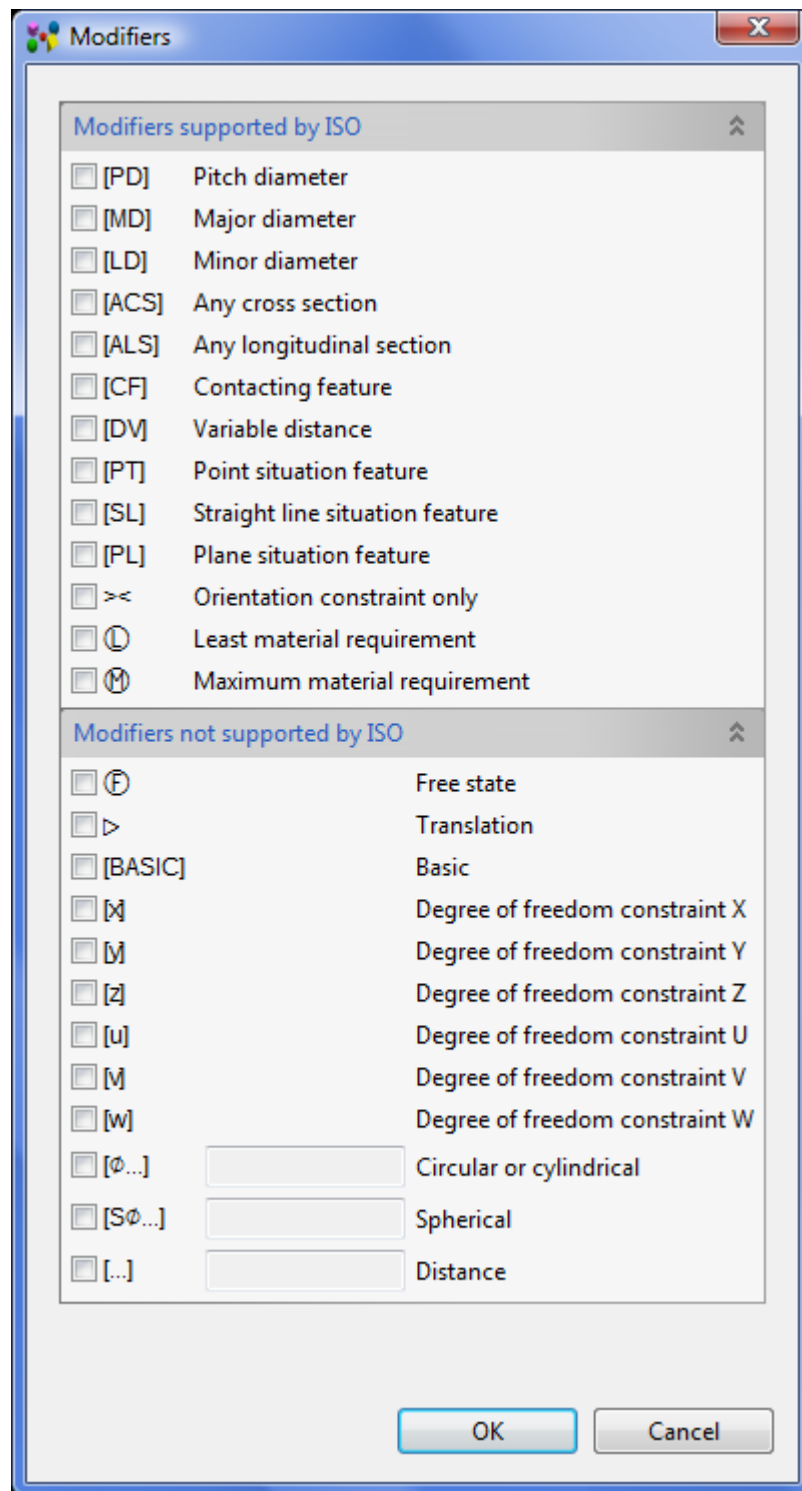 Modifiers
Modifiers supported by ISO
[PD] Pitch diameter
[MD] Major diameter
[LD] Minor diameter
[ACS] Any cross section
[ALS] Any longitudinal section
[CF] Contacting feature
[DV] Variable distance
[PT] Point situation feature
[SL] Straight line situation feature
[PL] Plane situation feature
>< Orientation constraint only
Ⓛ Least material requirement
Ⓜ Maximum material requirement
Modifiers not supported by ISO
Ⓕ Free state
▷ Translation
[BASIC] Basic
[x] Degree of freedom constraint X
[y] Degree of freedom constraint Y
[z] Degree of freedom constraint Z
[u] Degree of freedom constraint U
[v] Degree of freedom constraint V
[w] Degree of freedom constraint W
[Ø...] Circular or cylindrical
[SØ...] Spherical
[...] Distance
OK Cancel